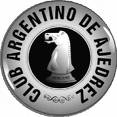 CLUB ARGENTINO DE AJEDREZ